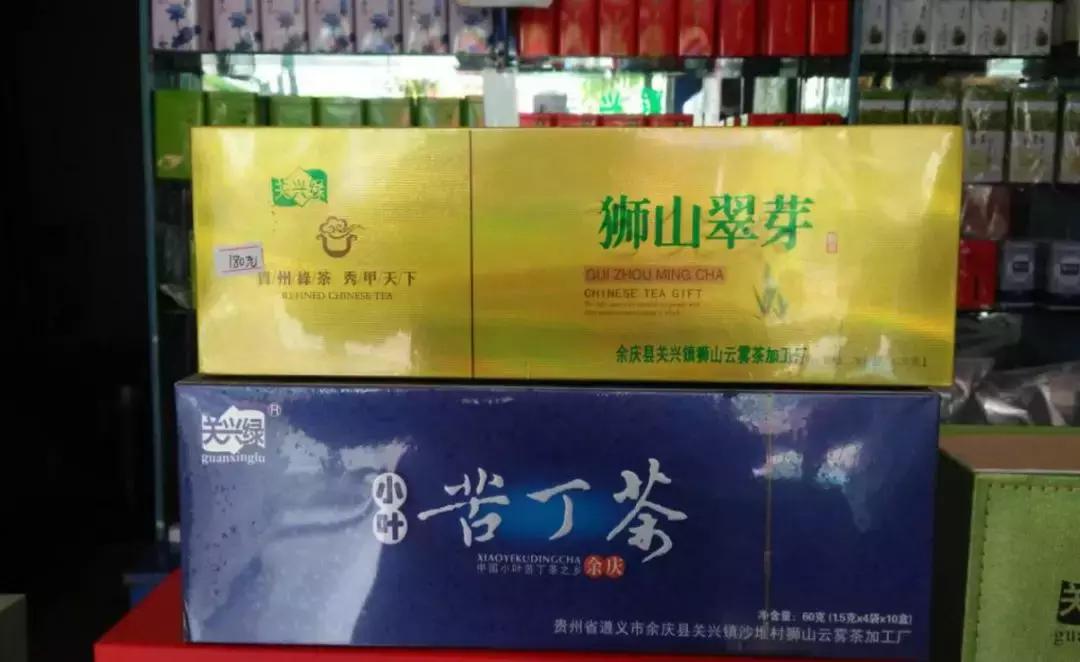 关兴绿
180元
貴/州/綠/茶 秀/甲/天/下
REFINED CHINESE TEA
狮山翠芽
GUI ZHOU MING CHA
CHINESE TEA GIFT
余庆县关兴镇狮山云雾茶加工厂
关兴绿®
guanxinglu
小叶
苦丁茶
XIAOYEKUDINGCHA
中国小叶苦丁茶之乡
余庆
净含量：60克(1.5克x4袋x10盒)
贵州省遵义市余庆县关兴镇沙堆村狮山云雾茶加工厂
关
gu